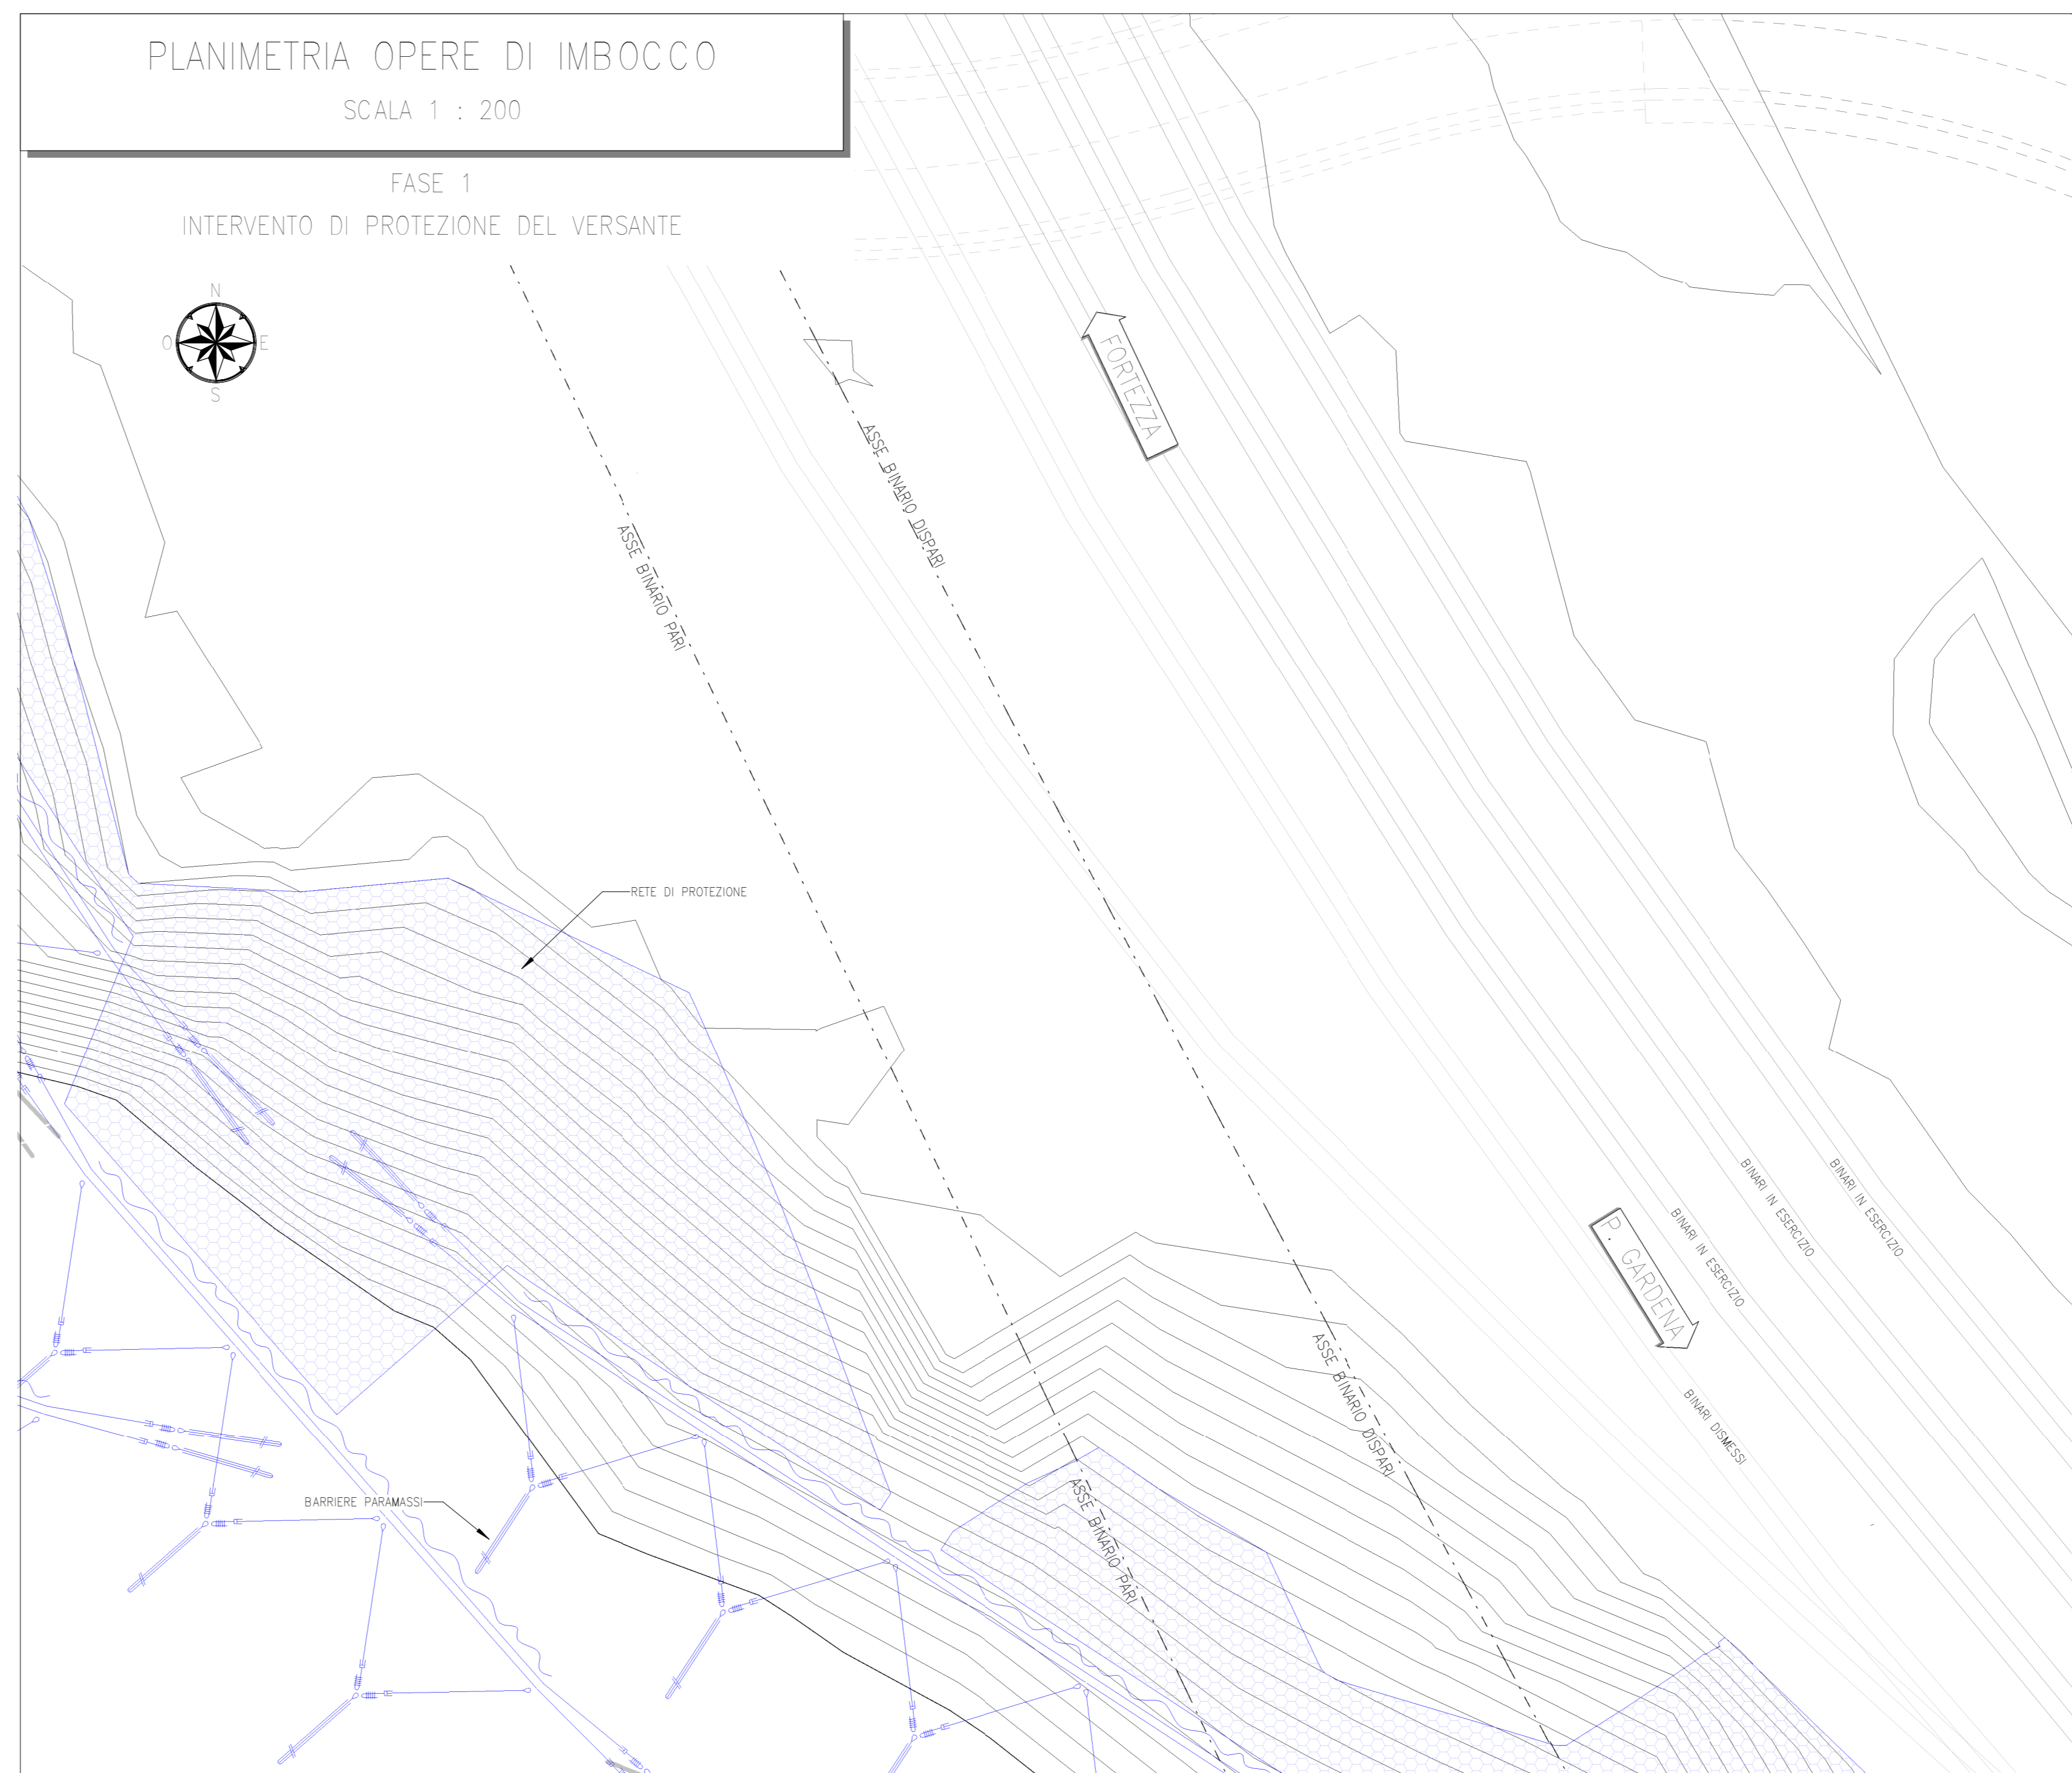 PLANIMETRIA OPERE DI IMBOCCO
SCALA 1 : 200
FASE 1
INTERVENTO DI PROTEZIONE DEL VERSANTE
N
O
E
S
FORTEZZA
ASSE BINARIO DISPARI
ASSE BINARIO PARI
RETE DI PROTEZIONE
BINARI IN ESERCIZIO
BINARI IN ESERCIZIO
BINARI IN ESERCIZIO
P. GARDENA
ASSE BINARIO DISPARI
BINARI DISMESSI
ASSE BINARIO PARI
BARRIERE PARAMASSI